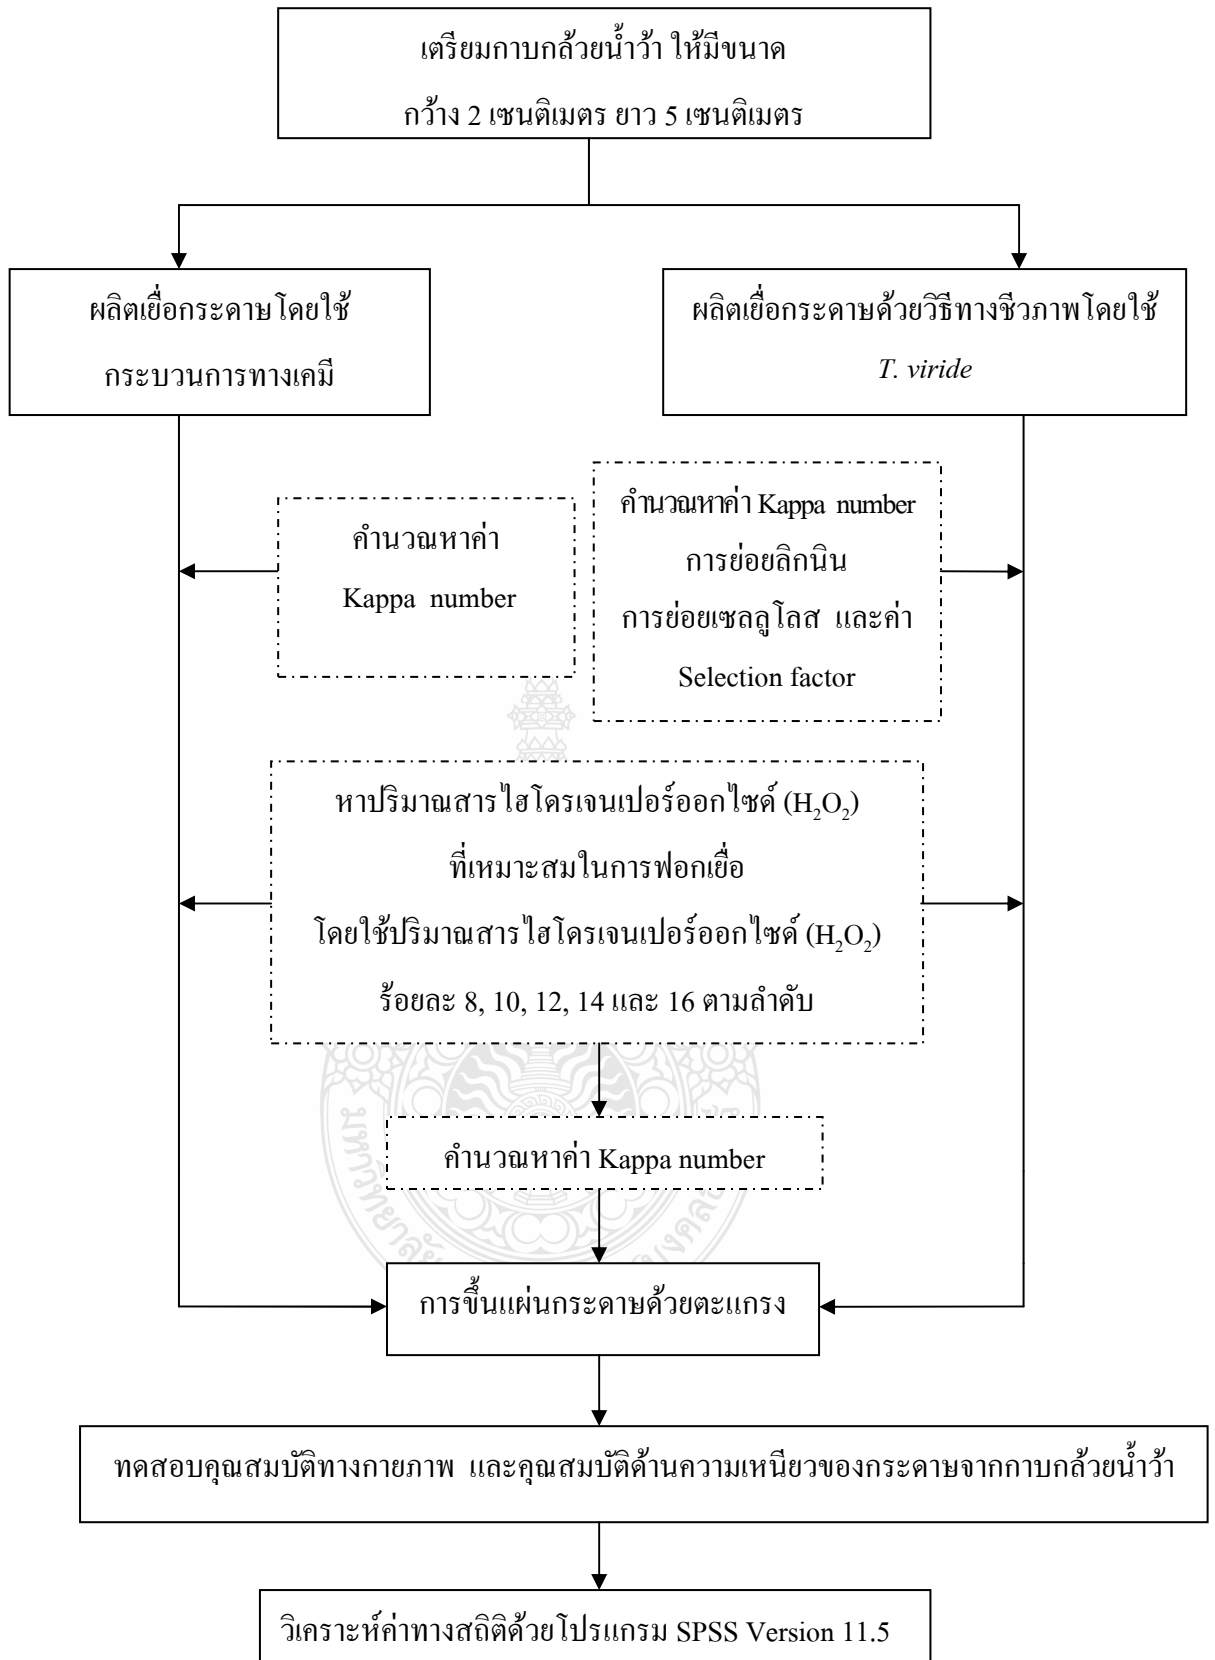 เตรียมกาบกล้วยน้ำว้า ให้มีขนาด
กว้าง 2 เซนติเมตร ยาว 5 เซนติเมตร
ผลิตเยื่อกระดาษโดยใช้
กระบวนการทางเคมี
ผลิตเยื่อกระดาษด้วยวิธีทางชีวภาพโดยใช้
T. viride
คำนวณหาค่า
Kappa number
คำนวณหาค่า Kappa number
การย่อยลิกนิน
การย่อยเซลลูโลส และค่า
Selection factor
หาปริมาณสารไฮโดรเจนเปอร์ออกไซด์ (H₂O₂)
ที่เหมาะสมในการฟอกเยื่อ
โดยใช้ปริมาณสารไฮโดรเจนเปอร์ออกไซด์ (H₂O₂)
ร้อยละ 8, 10, 12, 14 และ 16 ตามลำดับ
คำนวณหาค่า Kappa number
การขึ้นแผ่นกระดาษด้วยตะแกรง
ทดสอบคุณสมบัติทางกายภาพ และคุณสมบัติด้านความเหนียวของกระดาษจากกาบกล้วยน้ำว้า
วิเคราะห์ค่าทางสถิติด้วยโปรแกรม SPSS Version 11.5